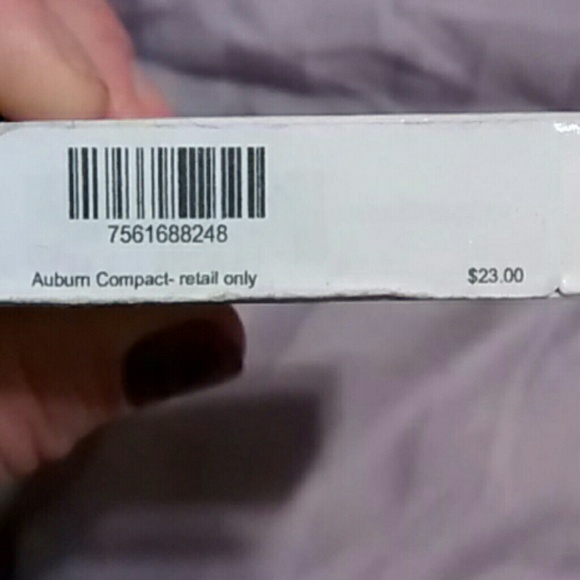 7561688248
Auburn Compact- retail only
$23.00